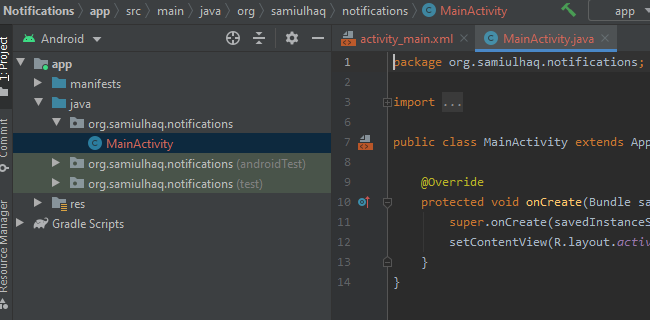 Notifications app src main java org samiulhaq notifications MainActivity app
1: Project
Commit
Resource Manager
Android
app
manifests
java
org.samiulhaq.notifications
MainActivity
org.samiulhaq.notifications (androidTest)
org.samiulhaq.notifications (test)
res
Gradle Scripts
activity_main.xml MainActivity.java
1 package org.samiulhaq.notifications;
2
3 import ...
6
7 public class MainActivity extends App
8
9 @Override
10 protected void onCreate(Bundle sa
11 super.onCreate(savedInstanceS
12 setContentView(R.layout.activ
13 }
14 }